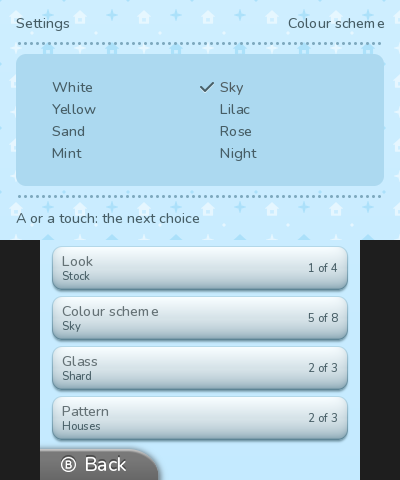 Settings
Colour scheme
White
✓ Sky
Yellow
Lilac
Sand
Rose
Mint
Night
A or a touch: the next choice
Look
Stock
1 of 4
Colour scheme
Sky
5 of 8
Glass
Shard
2 of 3
Pattern
Houses
2 of 3
Ⓑ Back